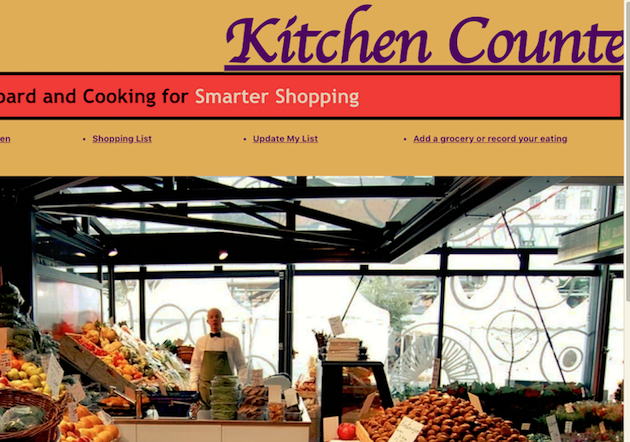 Kitchen Counte
oard and Cooking for Smarter Shopping
en • Shopping List • Update My List • Add a grocery or record your eating